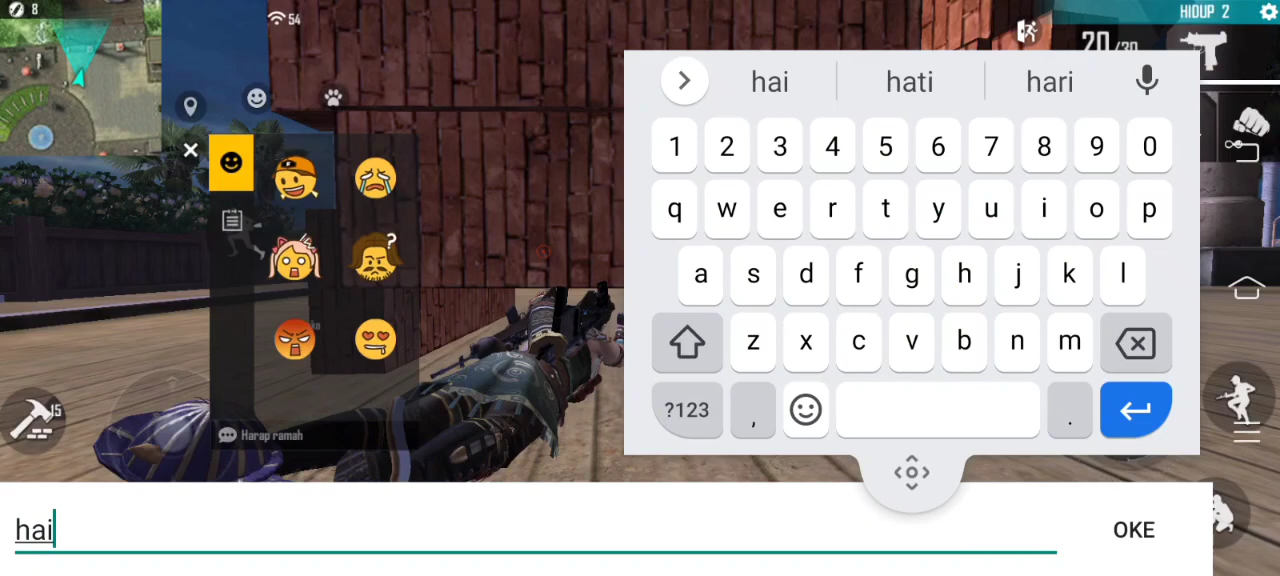 8
54
HIDUP 2
20/30
hai
hati
hari
1 2 3 4 5 6 7 8 9 0
q w e r t y u i o p
a s d f g h j k l
z x c v b n m
?123 , .
?
15
Harap ramah
hai
OKE